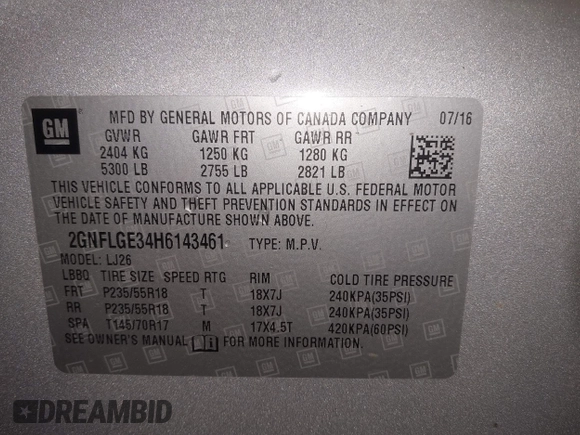 GM
MFD BY GENERAL MOTORS OF CANADA COMPANY 07/16
GVWR GAWR FRT GAWR RR
2404 KG 1250 KG 1280 KG
5300 LB 2755 LB 2821 LB
THIS VEHICLE CONFORMS TO ALL APPLICABLE U.S. FEDERAL MOTOR
VEHICLE SAFETY AND THEFT PREVENTION STANDARDS IN EFFECT ON
THE DATE OF MANUFACTURE SHOWN ABOVE.
2GNFLGE34H6143461 TYPE: M.P.V.
MODEL: LJ26
LBBQ TIRE SIZE SPEED RTG RIM COLD TIRE PRESSURE
FRT P235/55R18 T 18X7J 240KPA(35PSI)
RR P235/55R18 T 18X7J 240KPA(35PSI)
SPA T145/70R17 M 17X4.5T 420KPA(60PSI)
SEE OWNER'S MANUAL FOR MORE INFORMATION.
DREAMBID